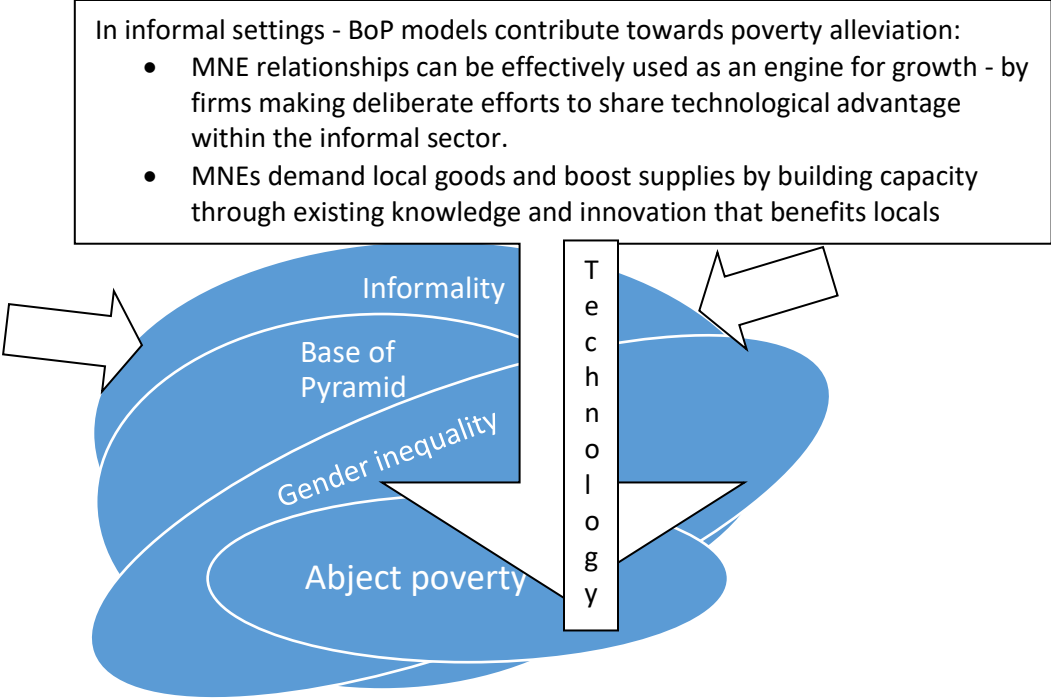 In informal settings - BoP models contribute towards poverty alleviation:
• MNE relationships can be effectively used as an engine for growth - by
firms making deliberate efforts to share technological advantage
within the informal sector.
• MNEs demand local goods and boost supplies by building capacity
through existing knowledge and innovation that benefits locals
Informality
Base of
Pyramid
Gender inequality
Abject poverty
T
e
c
h
n
o
l
o
g
y